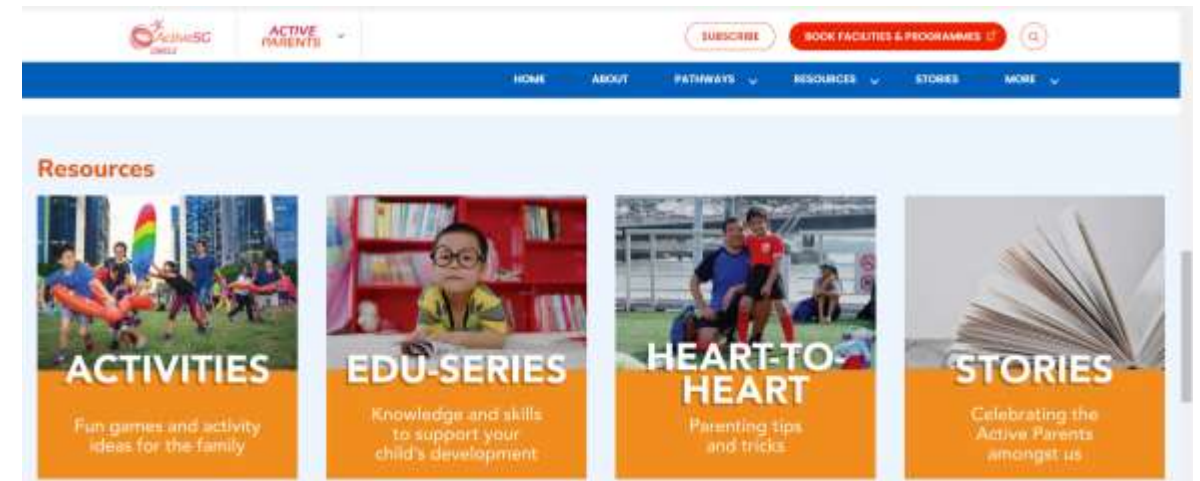 ActiveSG
CIRCLE
ACTIVE
PARENTS
SUBSCRIBE
BOOK FACILITIES & PROGRAMMES
HOME ABOUT PATHWAYS RESOURCES STORIES MORE
Resources
ACTIVITIES
Fun games and activity
ideas for the family
EDU-SERIES
Knowledge and skills
to support your
child's development
HEART-TO-
HEART
Parenting tips
and tricks
STORIES
Celebrating the
Active Parents
amongst us